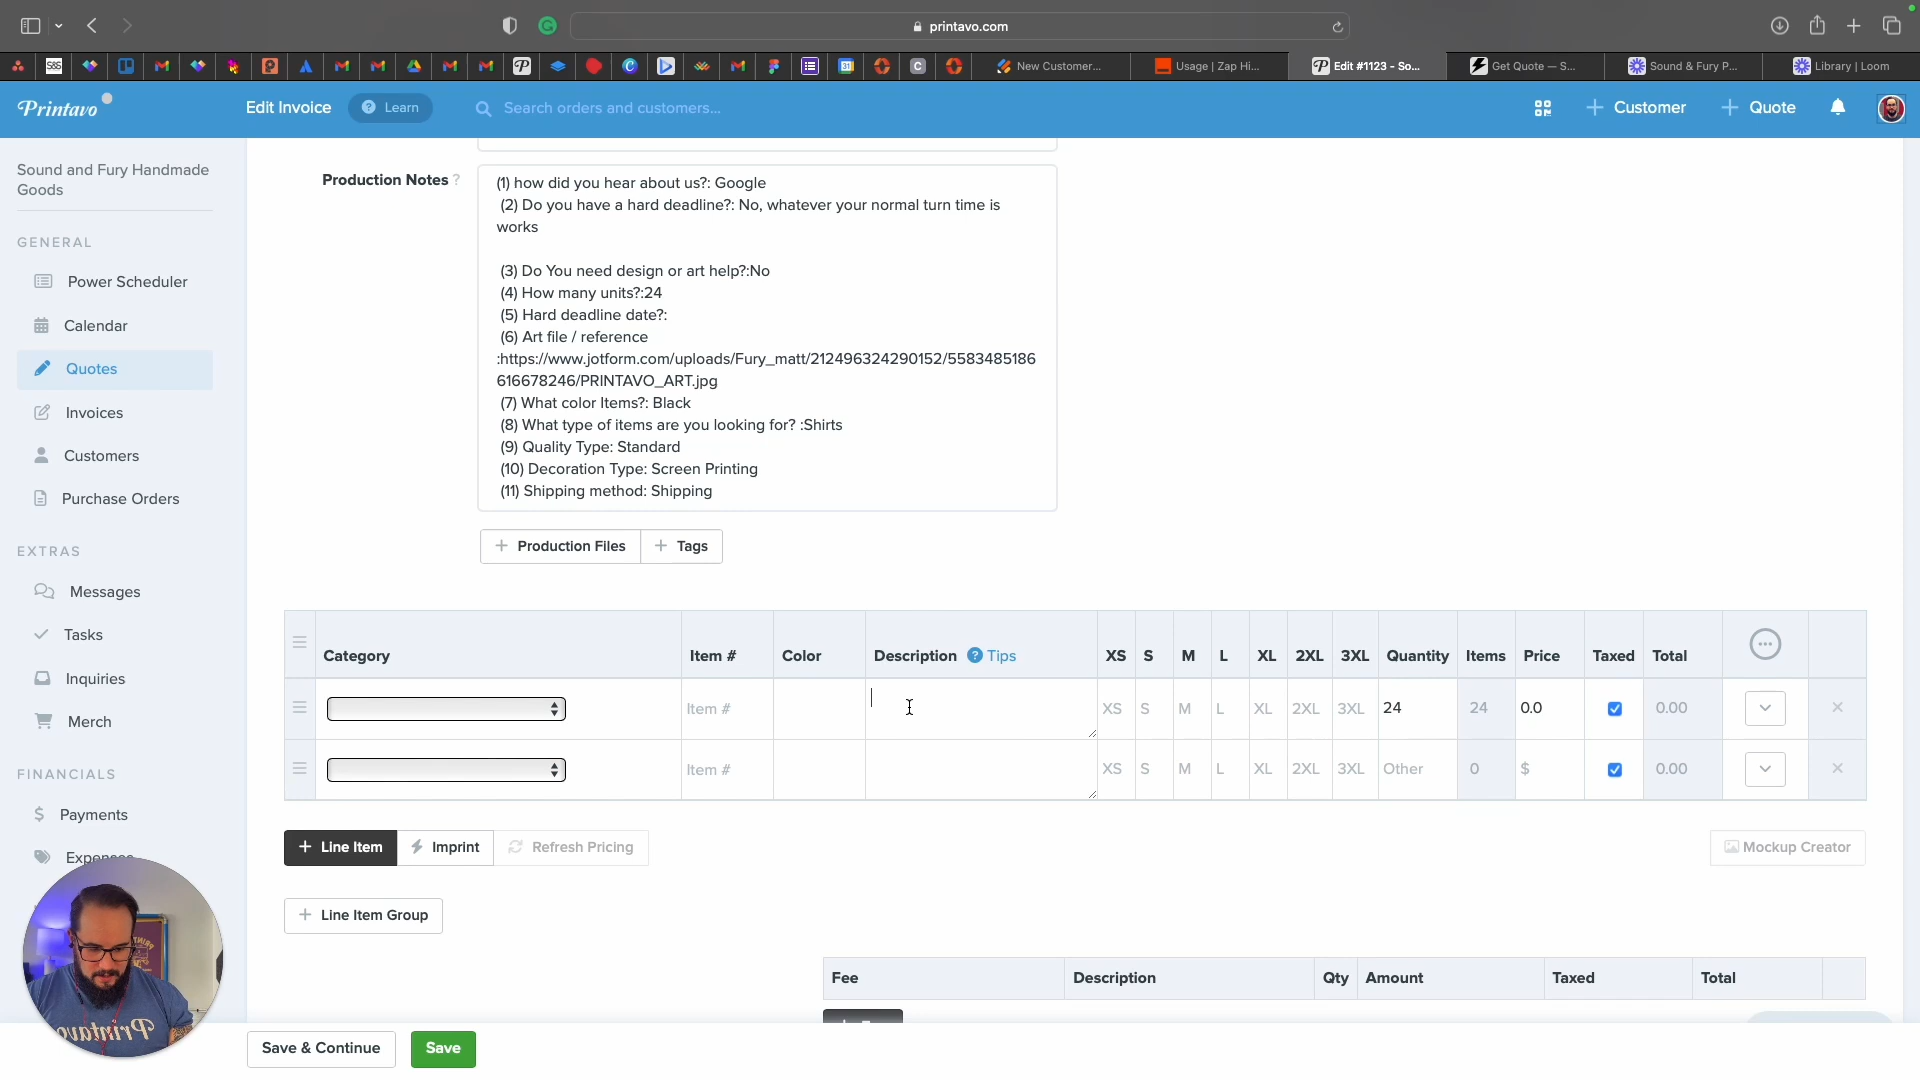 printavo.com
S&S
New Customer...
Usage | Zap Hi...
Edit #1123 - So...
Get Quote — S...
Sound & Fury P...
Library | Loom
Printavo
Edit Invoice
Learn
Search orders and customers...
Customer
Quote
Sound and Fury Handmade
Goods
GENERAL
Power Scheduler
Calendar
Quotes
Invoices
Customers
Purchase Orders
EXTRAS
Messages
Tasks
Inquiries
Merch
FINANCIALS
Payments
Expenses
Production Notes ?
(1) how did you hear about us?: Google
(2) Do you have a hard deadline?: No, whatever your normal turn time is
works
(3) Do You need design or art help?:No
(4) How many units?:24
(5) Hard deadline date?:
(6) Art file / reference
:https://www.jotform.com/uploads/Fury_matt/212496324290152/5583485186
616678246/PRINTAVO_ART.jpg
(7) What color Items?: Black
(8) What type of items are you looking for? :Shirts
(9) Quality Type: Standard
(10) Decoration Type: Screen Printing
(11) Shipping method: Shipping
+ Production Files + Tags
Category Item # Color Description ? Tips XS S M L XL 2XL 3XL Quantity Items Price Taxed Total
Item # XS S M L XL 2XL 3XL 24 24 0.0 0.00
Item # XS S M L XL 2XL 3XL Other 0 $ 0.00
+ Line Item Imprint Refresh Pricing Mockup Creator
+ Line Item Group
Fee Description Qty Amount Taxed Total
Save & Continue Save
Printavo